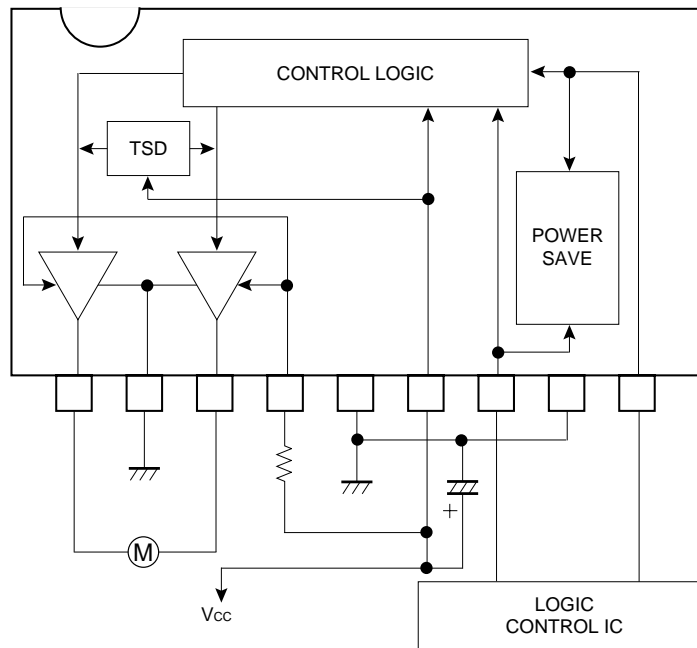 CONTROL LOGIC
TSD
POWER
SAVE
M
+
Vcc
LOGIC
CONTROL IC